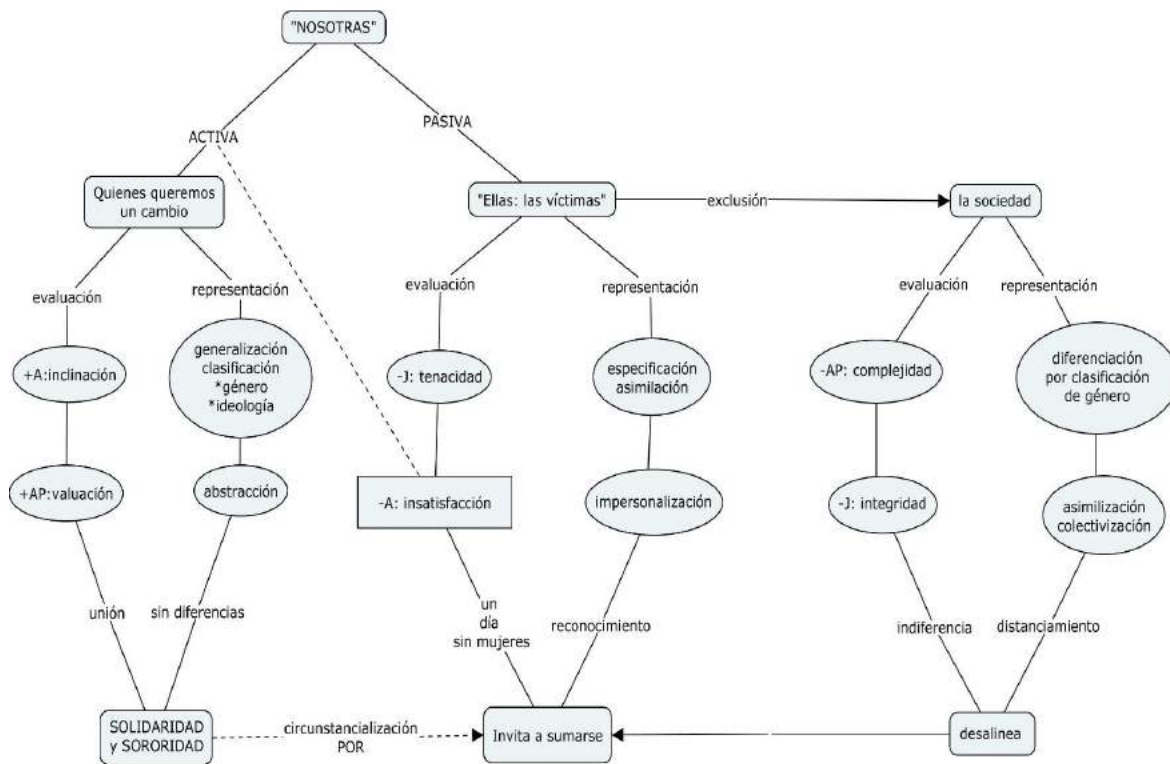 "NOSOTRAS"
ACTIVA
PASIVA
Quienes queremos
un cambio
"Ellas: las víctimas"
exclusión
la sociedad
evaluación
representación
evaluación
representación
evaluación
representación
+A:inclinación
generalización
clasificación
*género
*ideología
-J: tenacidad
especificación
asimilación
-AP: complejidad
diferenciación
por clasificación
de género
+AP:valuación
abstracción
-A: insatisfacción
impersonalización
-J: integridad
asimilización
colectivización
unión
sin diferencias
un
día
sin mujeres
reconocimiento
indiferencia
distanciamiento
SOLIDARIDAD
y SORORIDAD
circunstancialización
POR
Invita a sumarse
desalinea